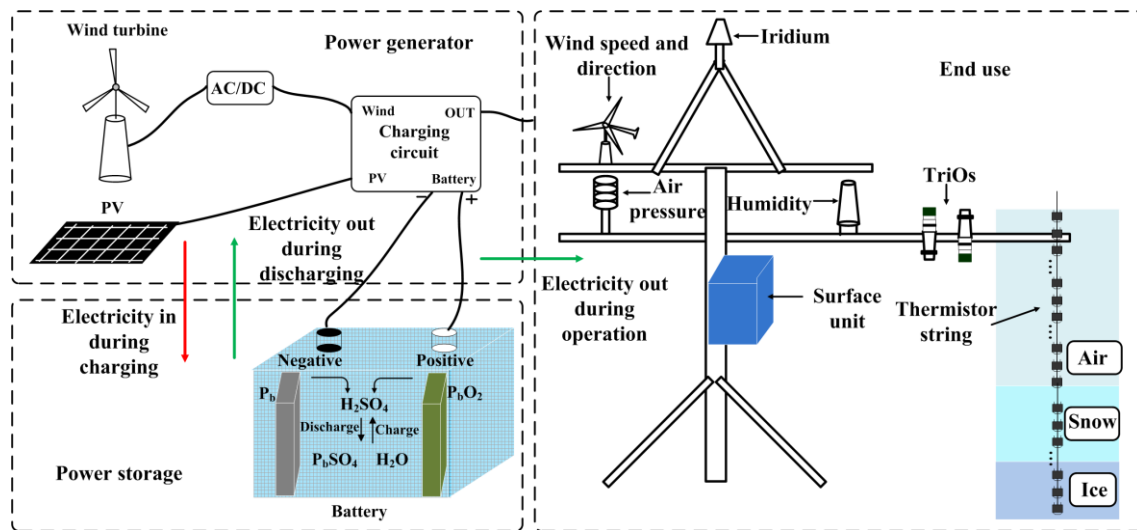 Wind turbine
Power generator
AC/DC
Wind
OUT
Charging
circuit
PV
Battery
− +
PV
Electricity out
during
discharging
Electricity in
during
charging
Negative
Positive
Pb
PbO2
H2SO4
Discharge
Charge
PbSO4
H2O
Power storage
Battery
Iridium
Wind speed and
direction
End use
Air
pressure
Humidity
TriOs
Electricity out
during
operation
Surface
unit
Thermistor
string
Air
Snow
Ice